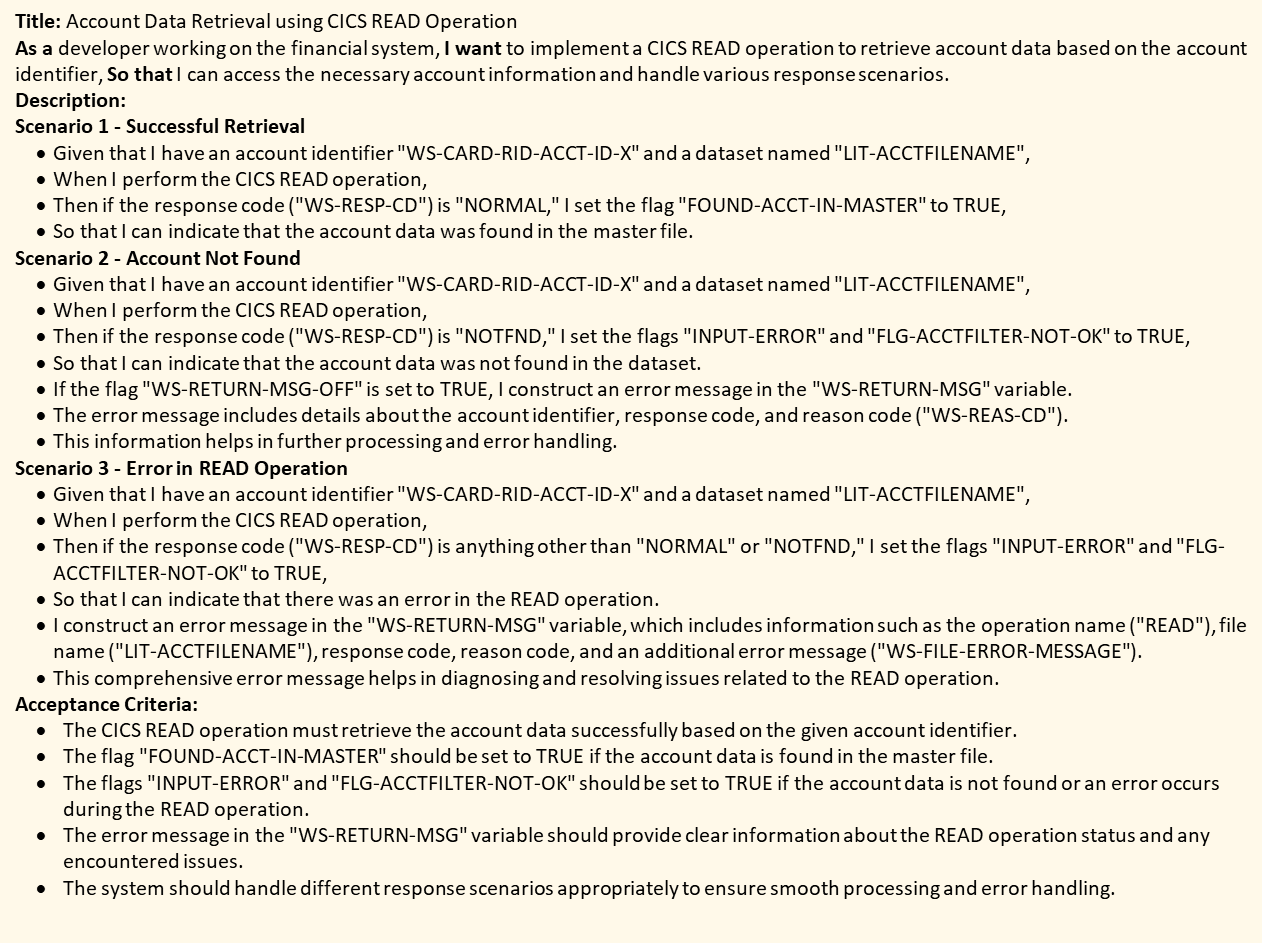 Title: Account Data Retrieval using CICS READ Operation
As a developer working on the financial system, I want to implement a CICS READ operation to retrieve account data based on the account
identifier, So that I can access the necessary account information and handle various response scenarios.
Description:
Scenario 1 - Successful Retrieval
• Given that I have an account identifier "WS-CARD-RID-ACCT-ID-X" and a dataset named "LIT-ACCTFILENAME",
• When I perform the CICS READ operation,
• Then if the response code ("WS-RESP-CD") is "NORMAL," I set the flag "FOUND-ACCT-IN-MASTER" to TRUE,
• So that I can indicate that the account data was found in the master file.
Scenario 2 - Account Not Found
• Given that I have an account identifier "WS-CARD-RID-ACCT-ID-X" and a dataset named "LIT-ACCTFILENAME",
• When I perform the CICS READ operation,
• Then if the response code ("WS-RESP-CD") is "NOTFND," I set the flags "INPUT-ERROR" and "FLG-ACCTFILTER-NOT-OK" to TRUE,
• So that I can indicate that the account data was not found in the dataset.
• If the flag "WS-RETURN-MSG-OFF" is set to TRUE, I construct an error message in the "WS-RETURN-MSG" variable.
• The error message includes details about the account identifier, response code, and reason code ("WS-REAS-CD").
• This information helps in further processing and error handling.
Scenario 3 - Error in READ Operation
• Given that I have an account identifier "WS-CARD-RID-ACCT-ID-X" and a dataset named "LIT-ACCTFILENAME",
• When I perform the CICS READ operation,
• Then if the response code ("WS-RESP-CD") is anything other than "NORMAL" or "NOTFND," I set the flags "INPUT-ERROR" and "FLG-
ACCTFILTER-NOT-OK" to TRUE,
• So that I can indicate that there was an error in the READ operation.
• I construct an error message in the "WS-RETURN-MSG" variable, which includes information such as the operation name ("READ"), file
name ("LIT-ACCTFILENAME"), response code, reason code, and an additional error message ("WS-FILE-ERROR-MESSAGE").
• This comprehensive error message helps in diagnosing and resolving issues related to the READ operation.
Acceptance Criteria:
• The CICS READ operation must retrieve the account data successfully based on the given account identifier.
• The flag "FOUND-ACCT-IN-MASTER" should be set to TRUE if the account data is found in the master file.
• The flags "INPUT-ERROR" and "FLG-ACCTFILTER-NOT-OK" should be set to TRUE if the account data is not found or an error occurs
during the READ operation.
• The error message in the "WS-RETURN-MSG" variable should provide clear information about the READ operation status and any
encountered issues.
• The system should handle different response scenarios appropriately to ensure smooth processing and error handling.